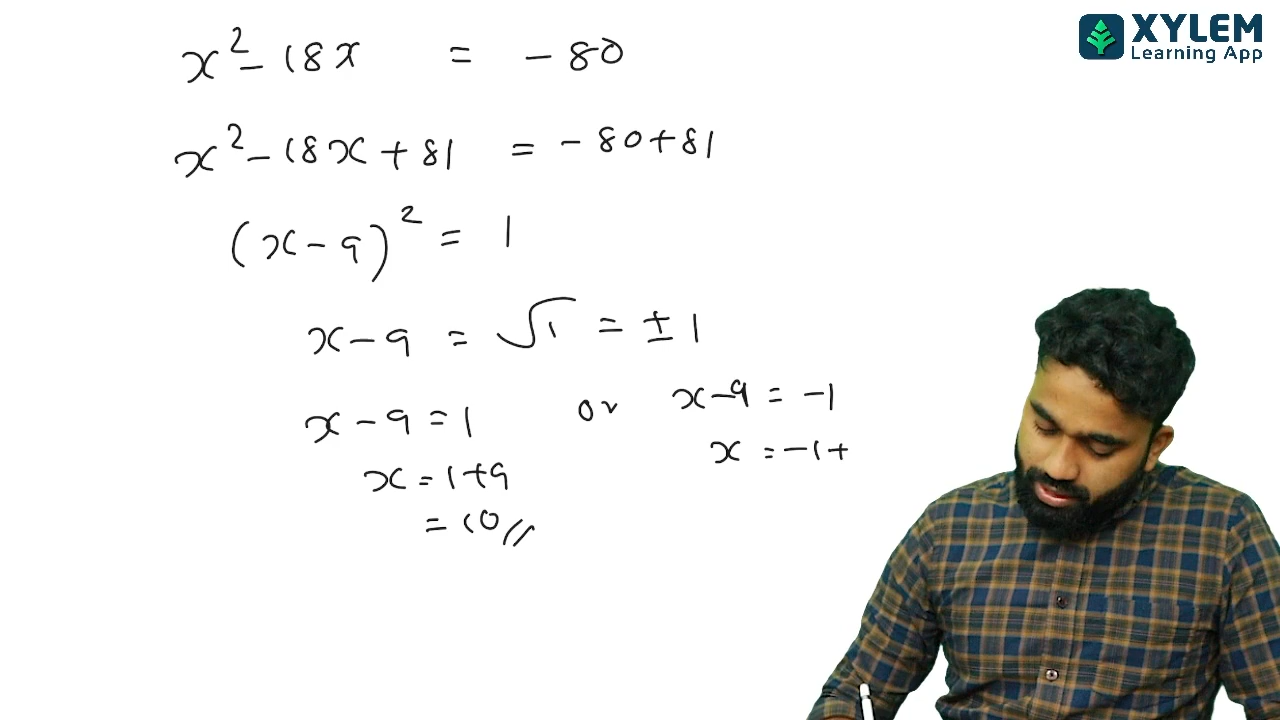 XYLEM
Learning App
x² - 18x = - 80
x² - 18x + 81 = - 80 + 81
(x - 9)² = 1
x - 9 = √1 = ± 1
x - 9 = 1 or x - 9 = -1
x = 1 + 9 x = -1 +
= 10 //